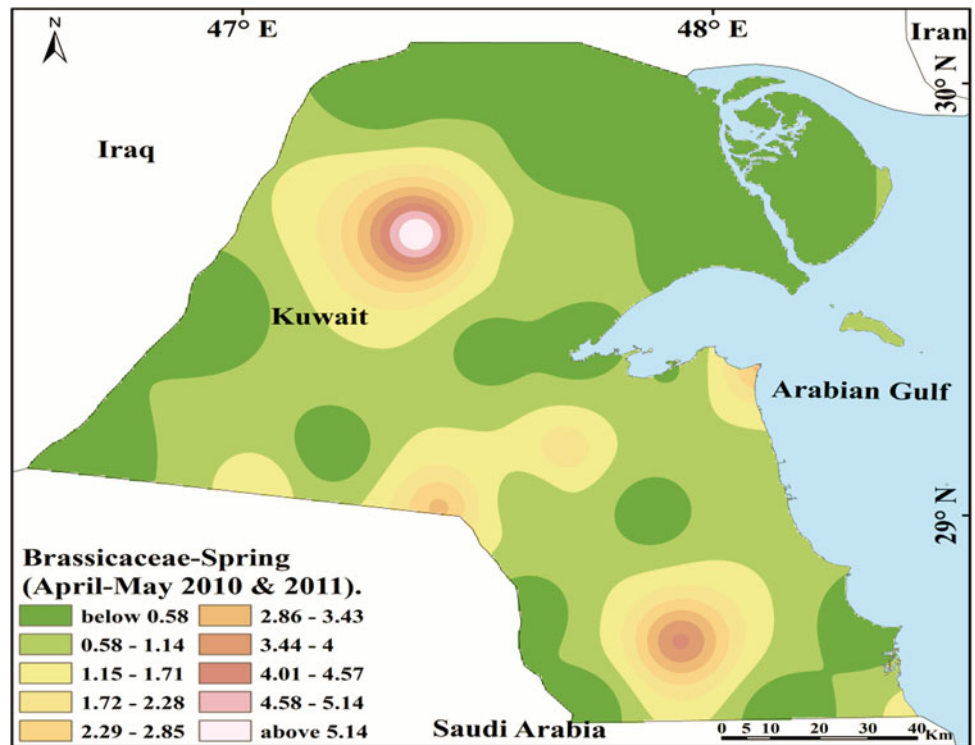 47° E
48° E
N
Iran
30° N
Iraq
Kuwait
Arabian Gulf
29° N
Brassicaceae-Spring
(April-May 2010 & 2011).
below 0.58
0.58 - 1.14
1.15 - 1.71
1.72 - 2.28
2.29 - 2.85
2.86 - 3.43
3.44 - 4
4.01 - 4.57
4.58 - 5.14
above 5.14
Saudi Arabia
0 5 10 20 30 40
Km